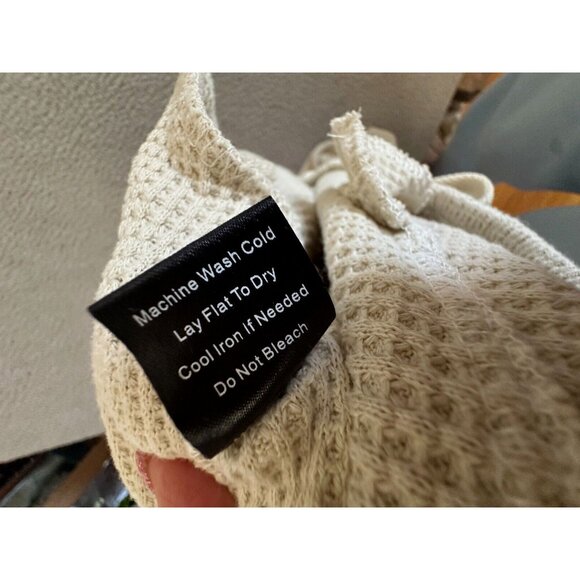 Machine Wash Cold
Lay Flat To Dry
Cool Iron If Needed
Do Not Bleach